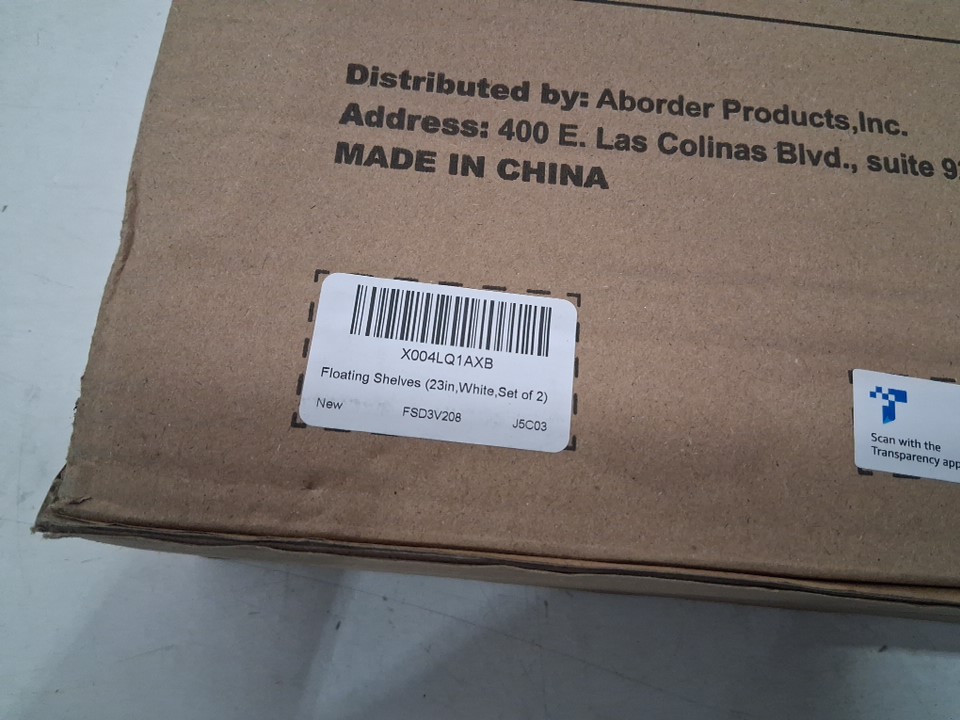 Distributed by: Aborder Products,Inc.
Address: 400 E. Las Colinas Blvd., suite
MADE IN CHINA
X004LQ1AXB
Floating Shelves (23in,White,Set of 2)
New FSD3V208 J5C03
Scan with the
Transparency app